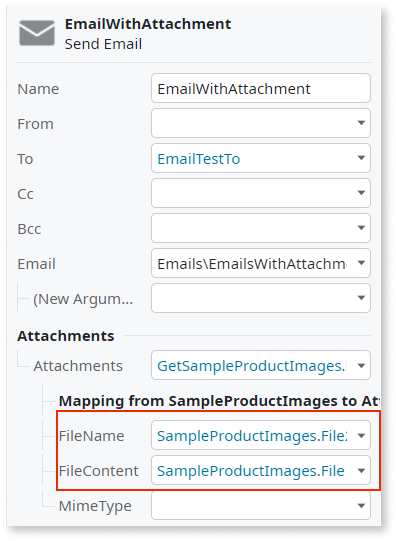 EmailWithAttachment
Send Email
Name EmailWithAttachment
From
To EmailTestTo
Cc
Bcc
Email Emails\EmailsWithAttachm
(New Argum...
Attachments
Attachments GetSampleProductImages.
Mapping from SampleProductImages to At
FileName SampleProductImages.File
FileContent SampleProductImages.File
MimeType